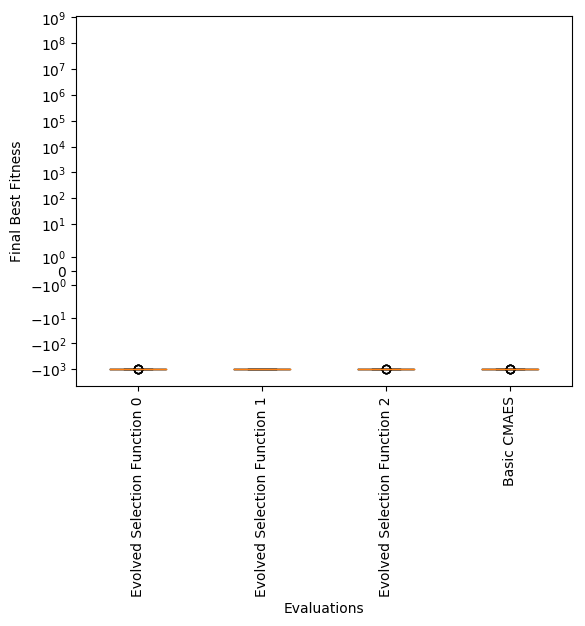 10⁹
10⁸
10⁷
10⁶
10⁵
10⁴
10³
10²
10¹
10⁰
0
−10⁰
−10¹
−10²
−10³
Final Best Fitness
Evolved Selection Function 0
Evolved Selection Function 1
Evolved Selection Function 2
Basic CMAES
Evaluations